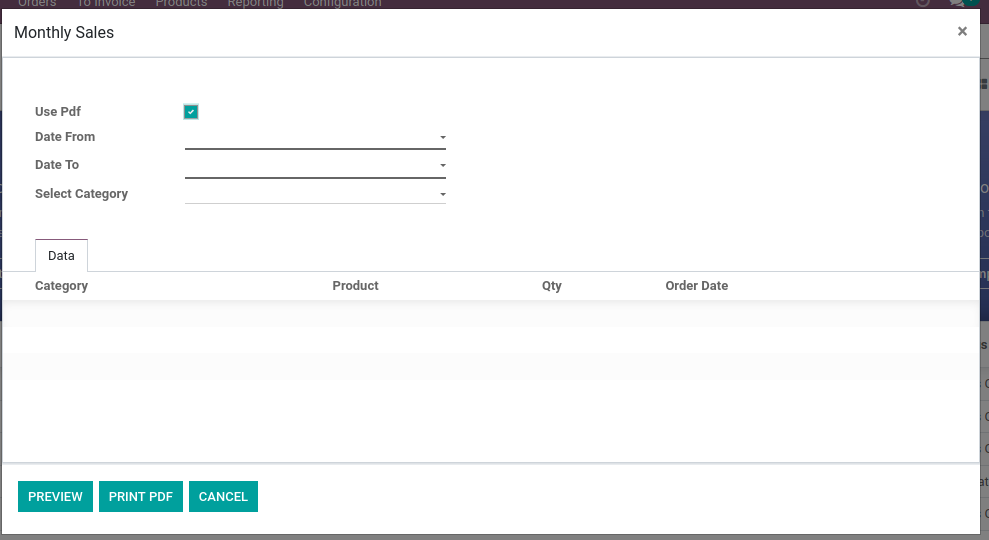 Orders To Invoice Products Reporting Configuration
Monthly Sales ×
Use Pdf
Date From
Date To
Select Category
Data
Category Product Qty Order Date
PREVIEW PRINT PDF CANCEL